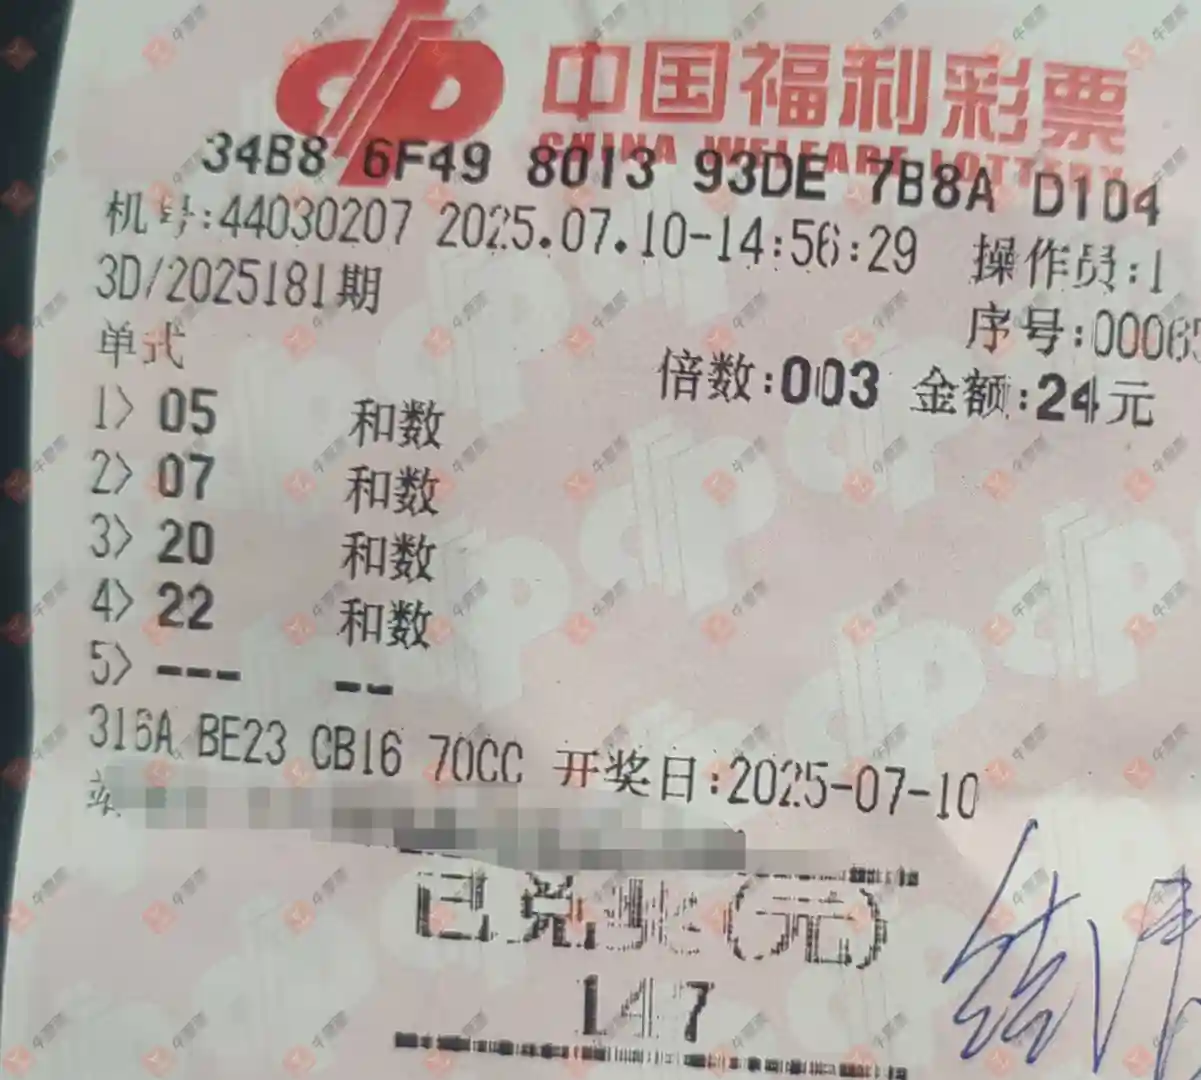 中国福利彩票
CHINA WELFARE LOTTERY
34B8 6F49 8013 93DE 7B8A D104
机号:44030207 2025.07.10-14:56:29 操作员:1
3D/2025181期 序号:00065
单式 倍数:003 金额:24元
1> 05 和数
2> 07 和数
3> 20 和数
4> 22 和数
5> --- --
316A BE23 CB16 70CC 开奖日:2025-07-10
已兑奖(元)
147